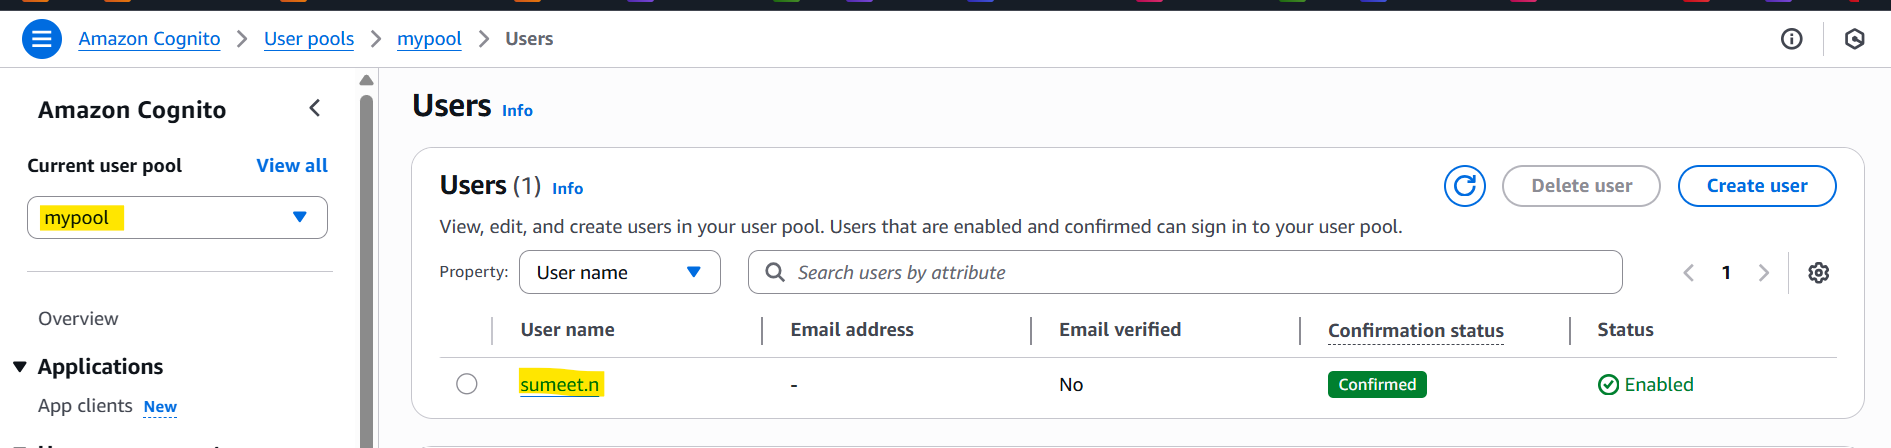 Amazon Cognito > User pools > mypool > Users
Amazon Cognito
Current user pool View all
mypool
Overview
Applications
App clients New
Users Info
Users (1) Info
Delete user
Create user
View, edit, and create users in your user pool. Users that are enabled and confirmed can sign in to your user pool.
Property: User name Search users by attribute
1
User name Email address Email verified Confirmation status Status
sumeet.n - No Confirmed Enabled